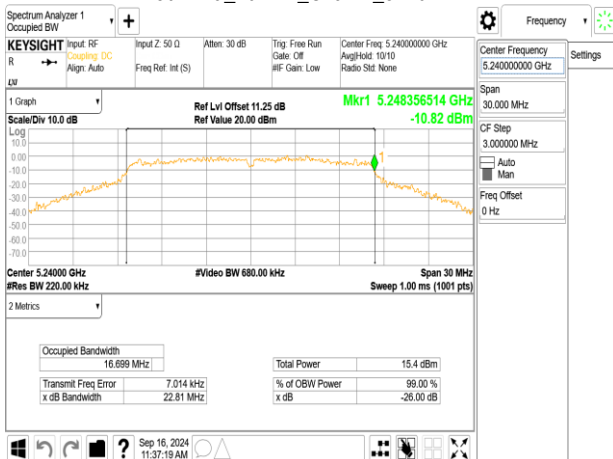 Spectrum Analyzer 1
Occupied BW
Frequency
KEYSIGHT
R
Input: RF
Coupling: DC
Align: Auto
Input Z: 50 Ω
Freq Ref: Int (S)
Atten: 30 dB
Trig: Free Run
Gate: Off
#IF Gain: Low
Center Freq: 5.240000000 GHz
Avg|Hold: 10/10
Radio Std: None
Center Frequency
5.240000000 GHz
Settings
Span
30.000 MHz
CF Step
3.000000 MHz
Auto
Man
Freq Offset
0 Hz
1 Graph
Scale/Div 10.0 dB
Ref Lvl Offset 11.25 dB
Ref Value 20.00 dBm
Mkr1 5.248356514 GHz
-10.82 dBm
Log
10.0
0.00
-10.0
-20.0
-30.0
-40.0
-50.0
-60.0
-70.0
1
Center 5.24000 GHz
#Res BW 220.00 kHz
#Video BW 680.00 kHz
Span 30 MHz
Sweep 1.00 ms (1001 pts)
2 Metrics
Occupied Bandwidth
16.699 MHz
Total Power 15.4 dBm
Transmit Freq Error 7.014 kHz
% of OBW Power 99.00 %
x dB Bandwidth 22.81 MHz
x dB -26.00 dB
?
Sep 16, 2024
11:37:19 AM